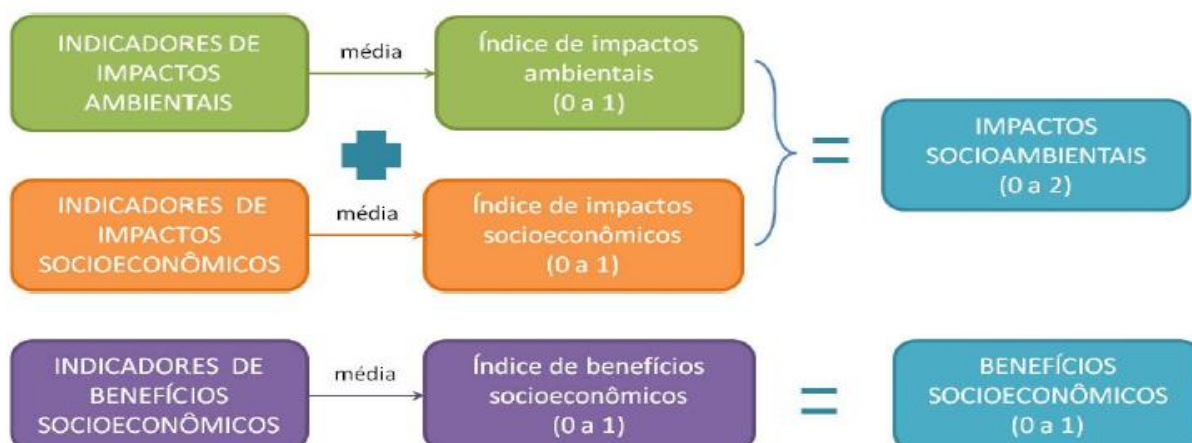 INDICADORES DE
IMPACTOS
AMBIENTAIS
média
Índice de impactos
ambientais
(0 a 1)
INDICADORES DE
IMPACTOS
SOCIOECONÔMICOS
média
Índice de impactos
socioeconômicos
(0 a 1)
=
IMPACTOS
SOCIOAMBIENTAIS
(0 a 2)
INDICADORES DE
BENEFÍCIOS
SOCIOECONÔMICOS
média
Índice de benefícios
socioeconômicos
(0 a 1)
=
BENEFÍCIOS
SOCIOECONÔMICOS
(0 a 1)